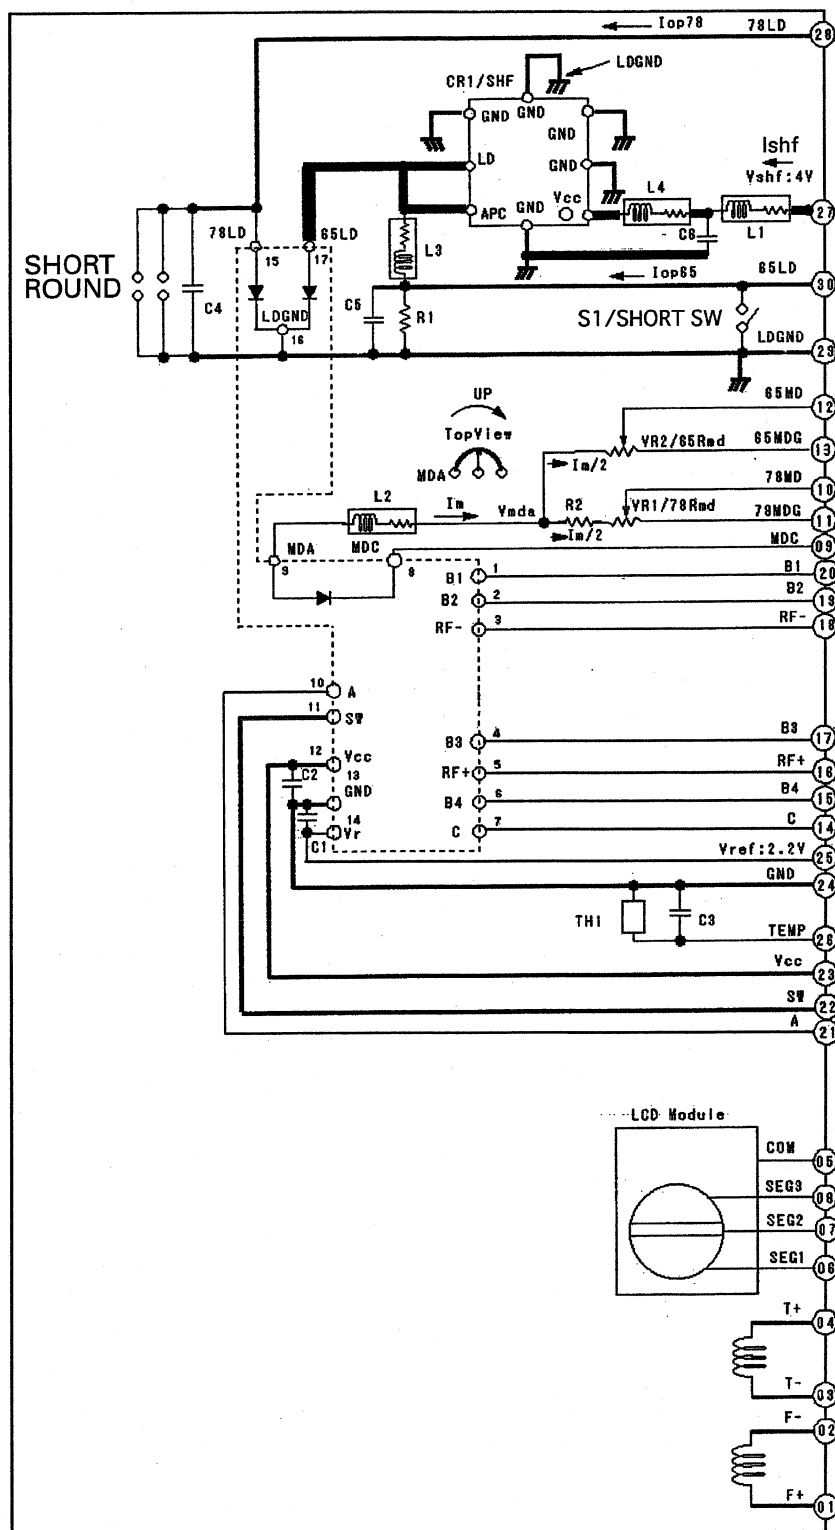 Iop78 78LD 28
LDGND
CR1/SHF
GND GND GND
LD GND
Ishf
Vshf:4V
L4
Vcc
APC GND
27
C6 L1
78LD 65LD
15 17
L3
SHORT
ROUND
Iop65 65LD 30
C4 LDGND C5 R1
16
S1/SHORT SW
LDGND
29
UP
65MD 12
TopView
VR2/65Rmd 65MDG 13
Im/2
MDA
78MD 10
L2 Im Vmda R2 VR1/78Rmd 78MDG 11
Im/2
MDA MDC MDC 09
9 8
B1 1 B1 20
B2 2 B2 19
RF- 3 RF- 18
10 A
11 SW
B3 4 B3 17
12 Vcc
C2 13 RF+ 5 RF+ 16
GND
B4 6 B4 15
14
Vr C 7 C 14
C1
Vref:2.2V 25
GND 24
TH1 C3
TEMP 26
Vcc 23
SW 22
A 21
LCD Module
COM 05
SEG3 08
SEG2 07
SEG1 06
T+ 04
T- 03
F- 02
F+ 01